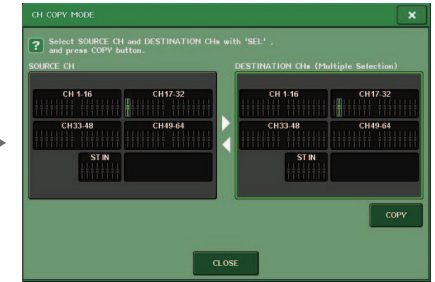 CH COPY MODE
Select SOURCE CH and DESTINATION CHs with 'SEL' ,
and press COPY button.
SOURCE CH
DESTINATION CHs (Multiple Selection)
CH 1-16 CH17-32
CH33-48 CH49-64
ST IN
CH 1-16 CH17-32
CH33-48 CH49-64
ST IN
COPY
CLOSE